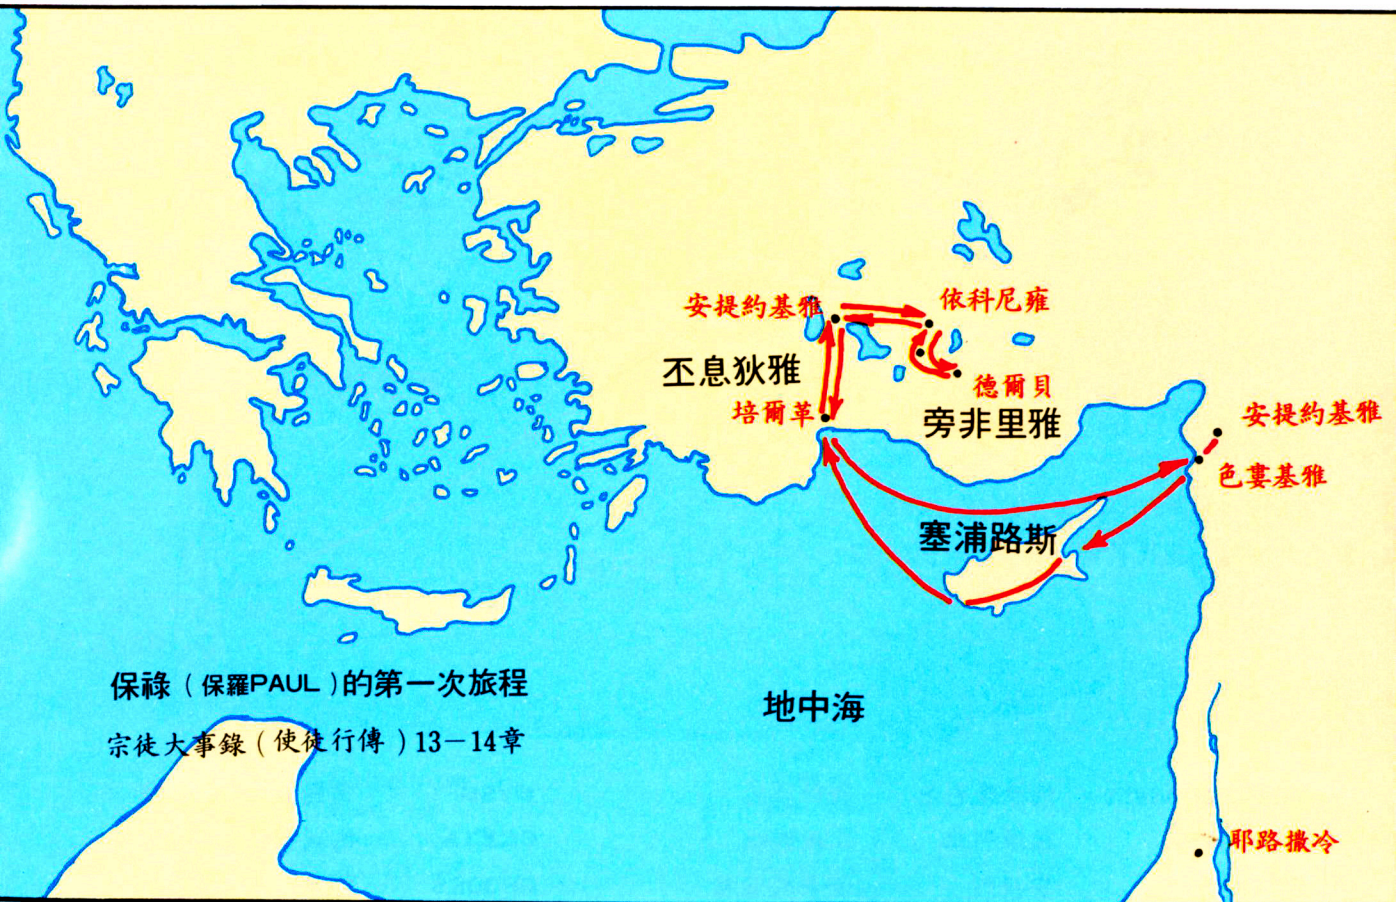 安提約基雅
依科尼雍
丕息狄雅
德爾貝
培爾革
旁非里雅
安提約基雅
色婁基雅
塞浦路斯
保祿（保羅PAUL）的第一次旅程
地中海
宗徒大事錄（使徒行傳）13－14章
耶路撒冷